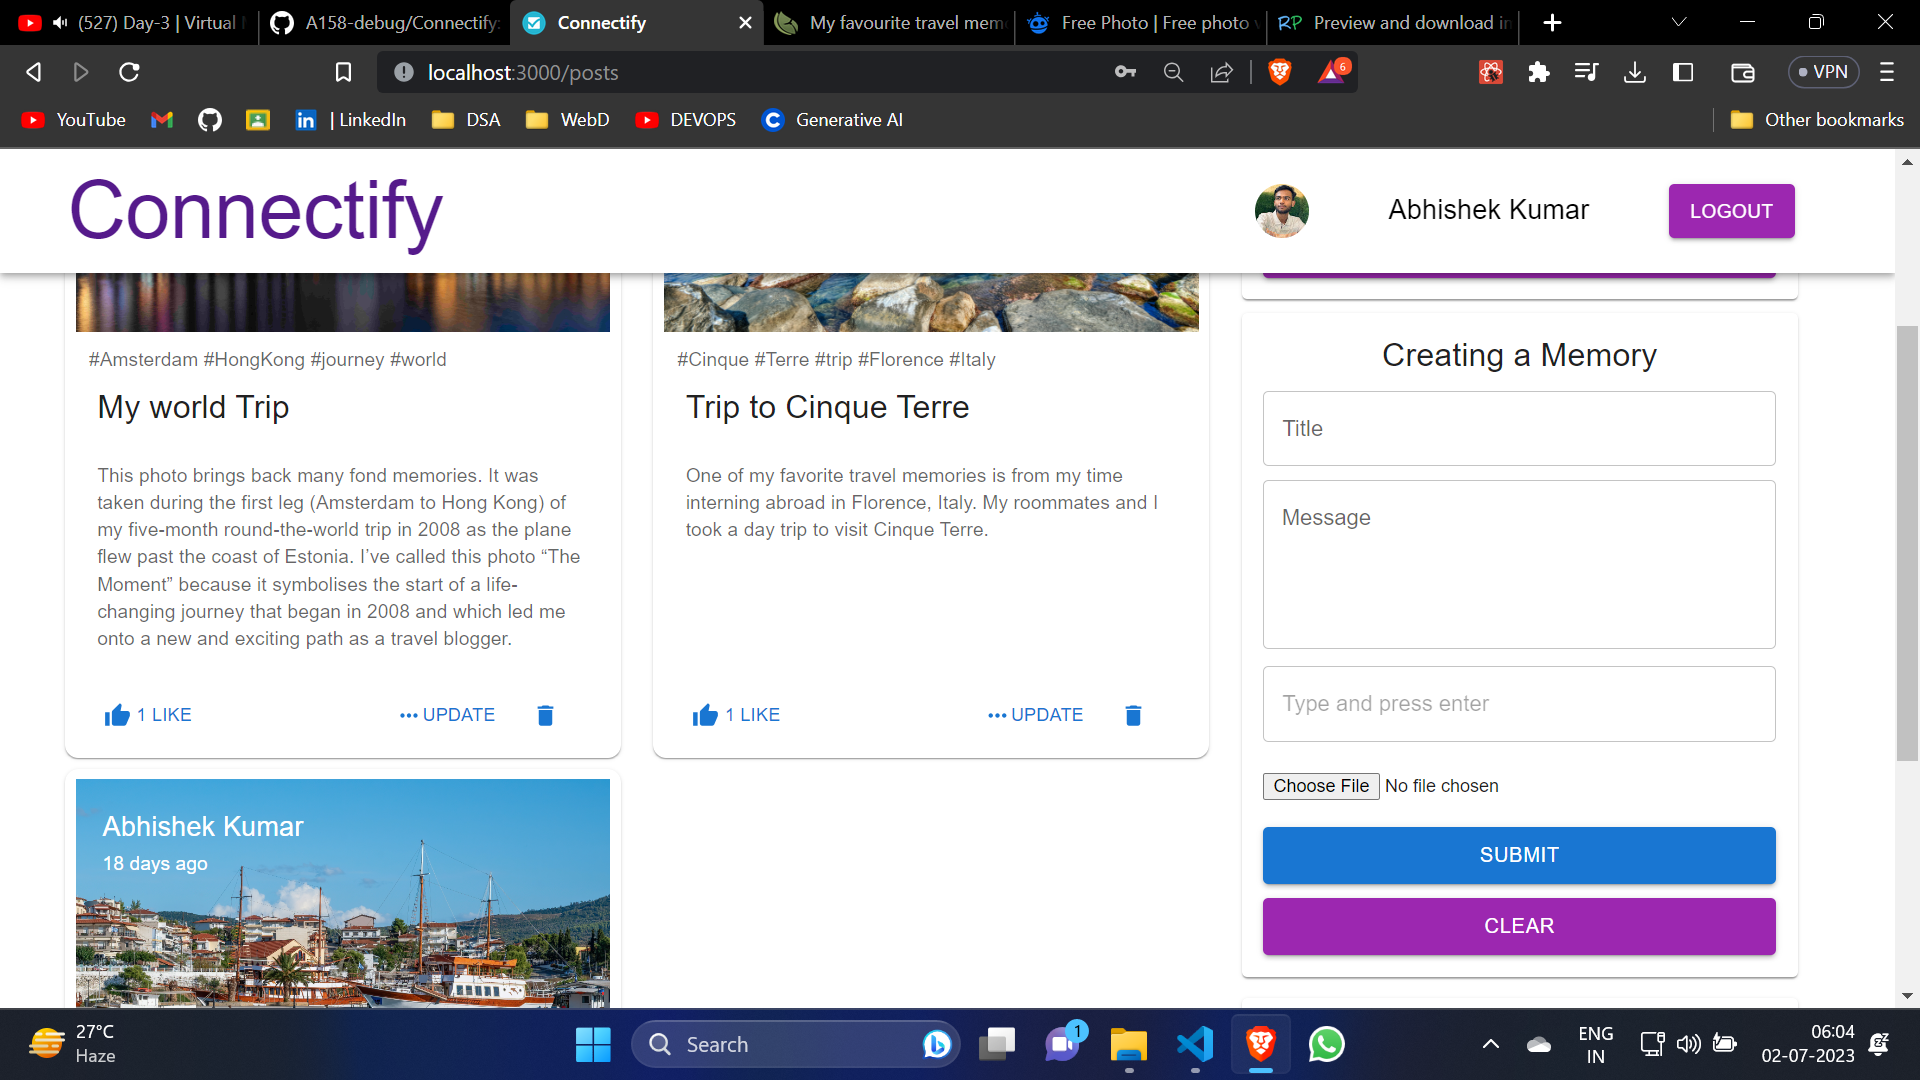 (527) Day-3 | Virtual
A158-debug/Connectify:
Connectify
My favourite travel mem
Free Photo | Free photo
RP Preview and download in
localhost:3000/posts
6
VPN
YouTube
in | LinkedIn
DSA
WebD
DEVOPS
C Generative AI
Other bookmarks
Connectify
Abhishek Kumar
LOGOUT
#Amsterdam #HongKong #journey #world
My world Trip
This photo brings back many fond memories. It was
taken during the first leg (Amsterdam to Hong Kong) of
my five-month round-the-world trip in 2008 as the plane
flew past the coast of Estonia. I’ve called this photo “The
Moment” because it symbolises the start of a life-
changing journey that began in 2008 and which led me
onto a new and exciting path as a travel blogger.
1 LIKE
UPDATE
#Cinque #Terre #trip #Florence #Italy
Trip to Cinque Terre
One of my favorite travel memories is from my time
interning abroad in Florence, Italy. My roommates and I
took a day trip to visit Cinque Terre.
1 LIKE
UPDATE
Abhishek Kumar
18 days ago
Creating a Memory
Title
Message
Type and press enter
Choose File No file chosen
SUBMIT
CLEAR
27°C
Haze
Search
1
ENG
IN
06:04
02-07-2023